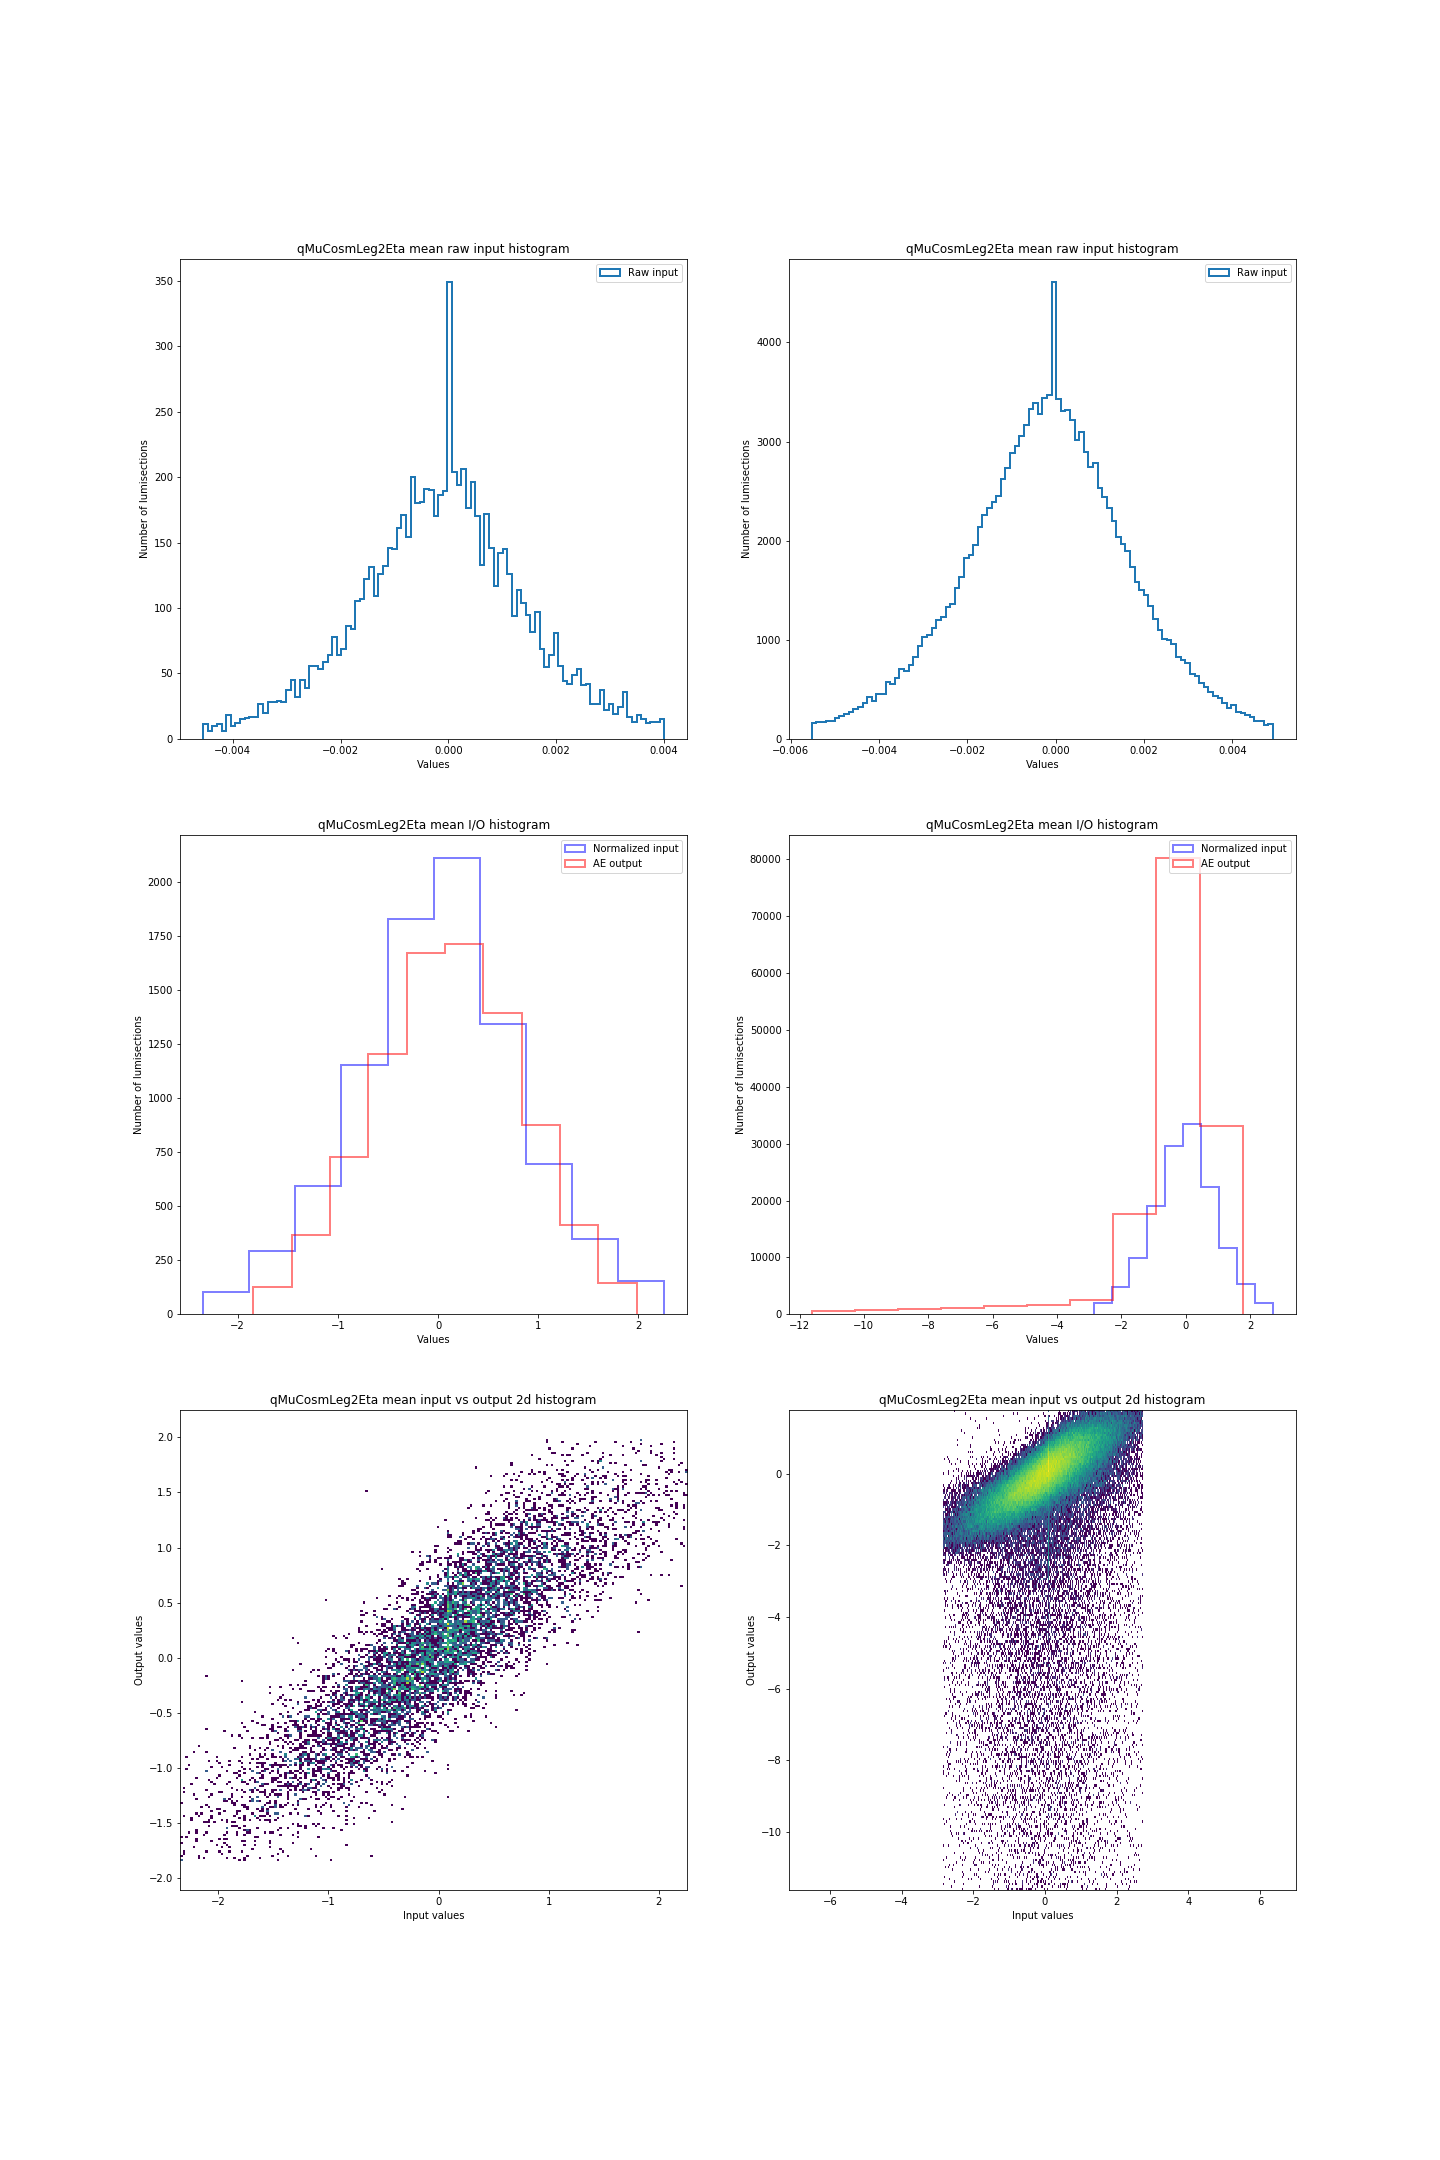 qMuCosmLeg2Eta mean raw input histogram
Raw input
Number of lumisections
350
300
250
200
150
100
50
0
−0.004 −0.002 0.000 0.002 0.004
Values
qMuCosmLeg2Eta mean raw input histogram
Raw input
Number of lumisections
4000
3000
2000
1000
0
−0.006 −0.004 −0.002 0.000 0.002 0.004
Values
qMuCosmLeg2Eta mean I/O histogram
Normalized input
AE output
Number of lumisections
2000
1750
1500
1250
1000
750
500
250
0
−2 −1 0 1 2
Values
qMuCosmLeg2Eta mean I/O histogram
Normalized input
AE output
Number of lumisections
80000
70000
60000
50000
40000
30000
20000
10000
0
−12 −10 −8 −6 −4 −2 0 2
Values
qMuCosmLeg2Eta mean input vs output 2d histogram
Output values
2.0
1.5
1.0
0.5
0.0
−0.5
−1.0
−1.5
−2.0
−2 −1 0 1 2
Input values
qMuCosmLeg2Eta mean input vs output 2d histogram
Output values
0
−2
−4
−6
−8
−10
−6 −4 −2 0 2 4 6
Input values